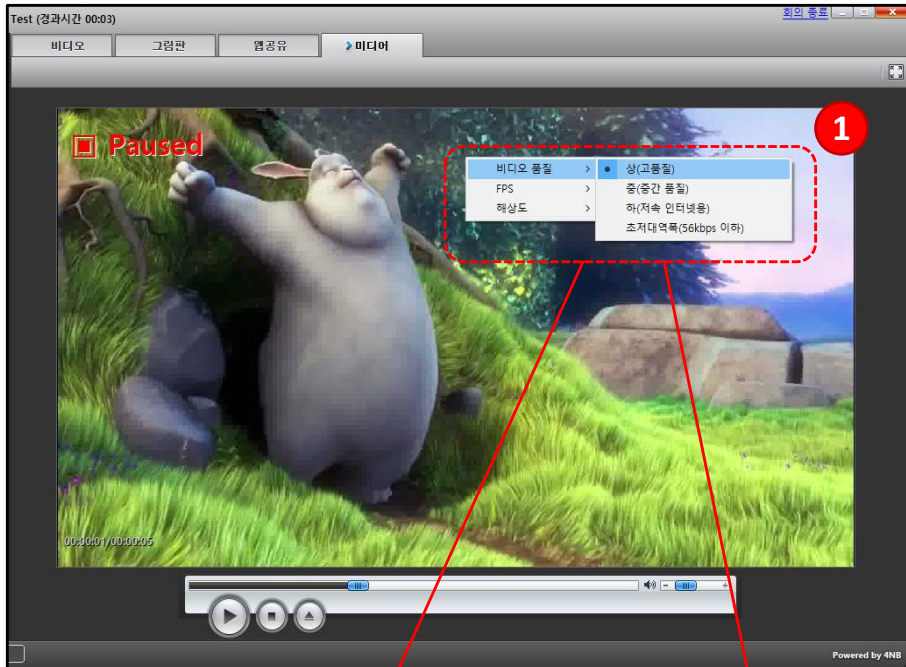 Test (경과시간 00:03)
회의 종료
비디오
그림판
웹공유
미디어
1
Paused
비디오 품질
상(고품질)
FPS
중(중간 품질)
해상도
하(저속 인터넷용)
초저대역폭(56kbps 이하)
00:00:01/00:00:05
Powered by 4NB